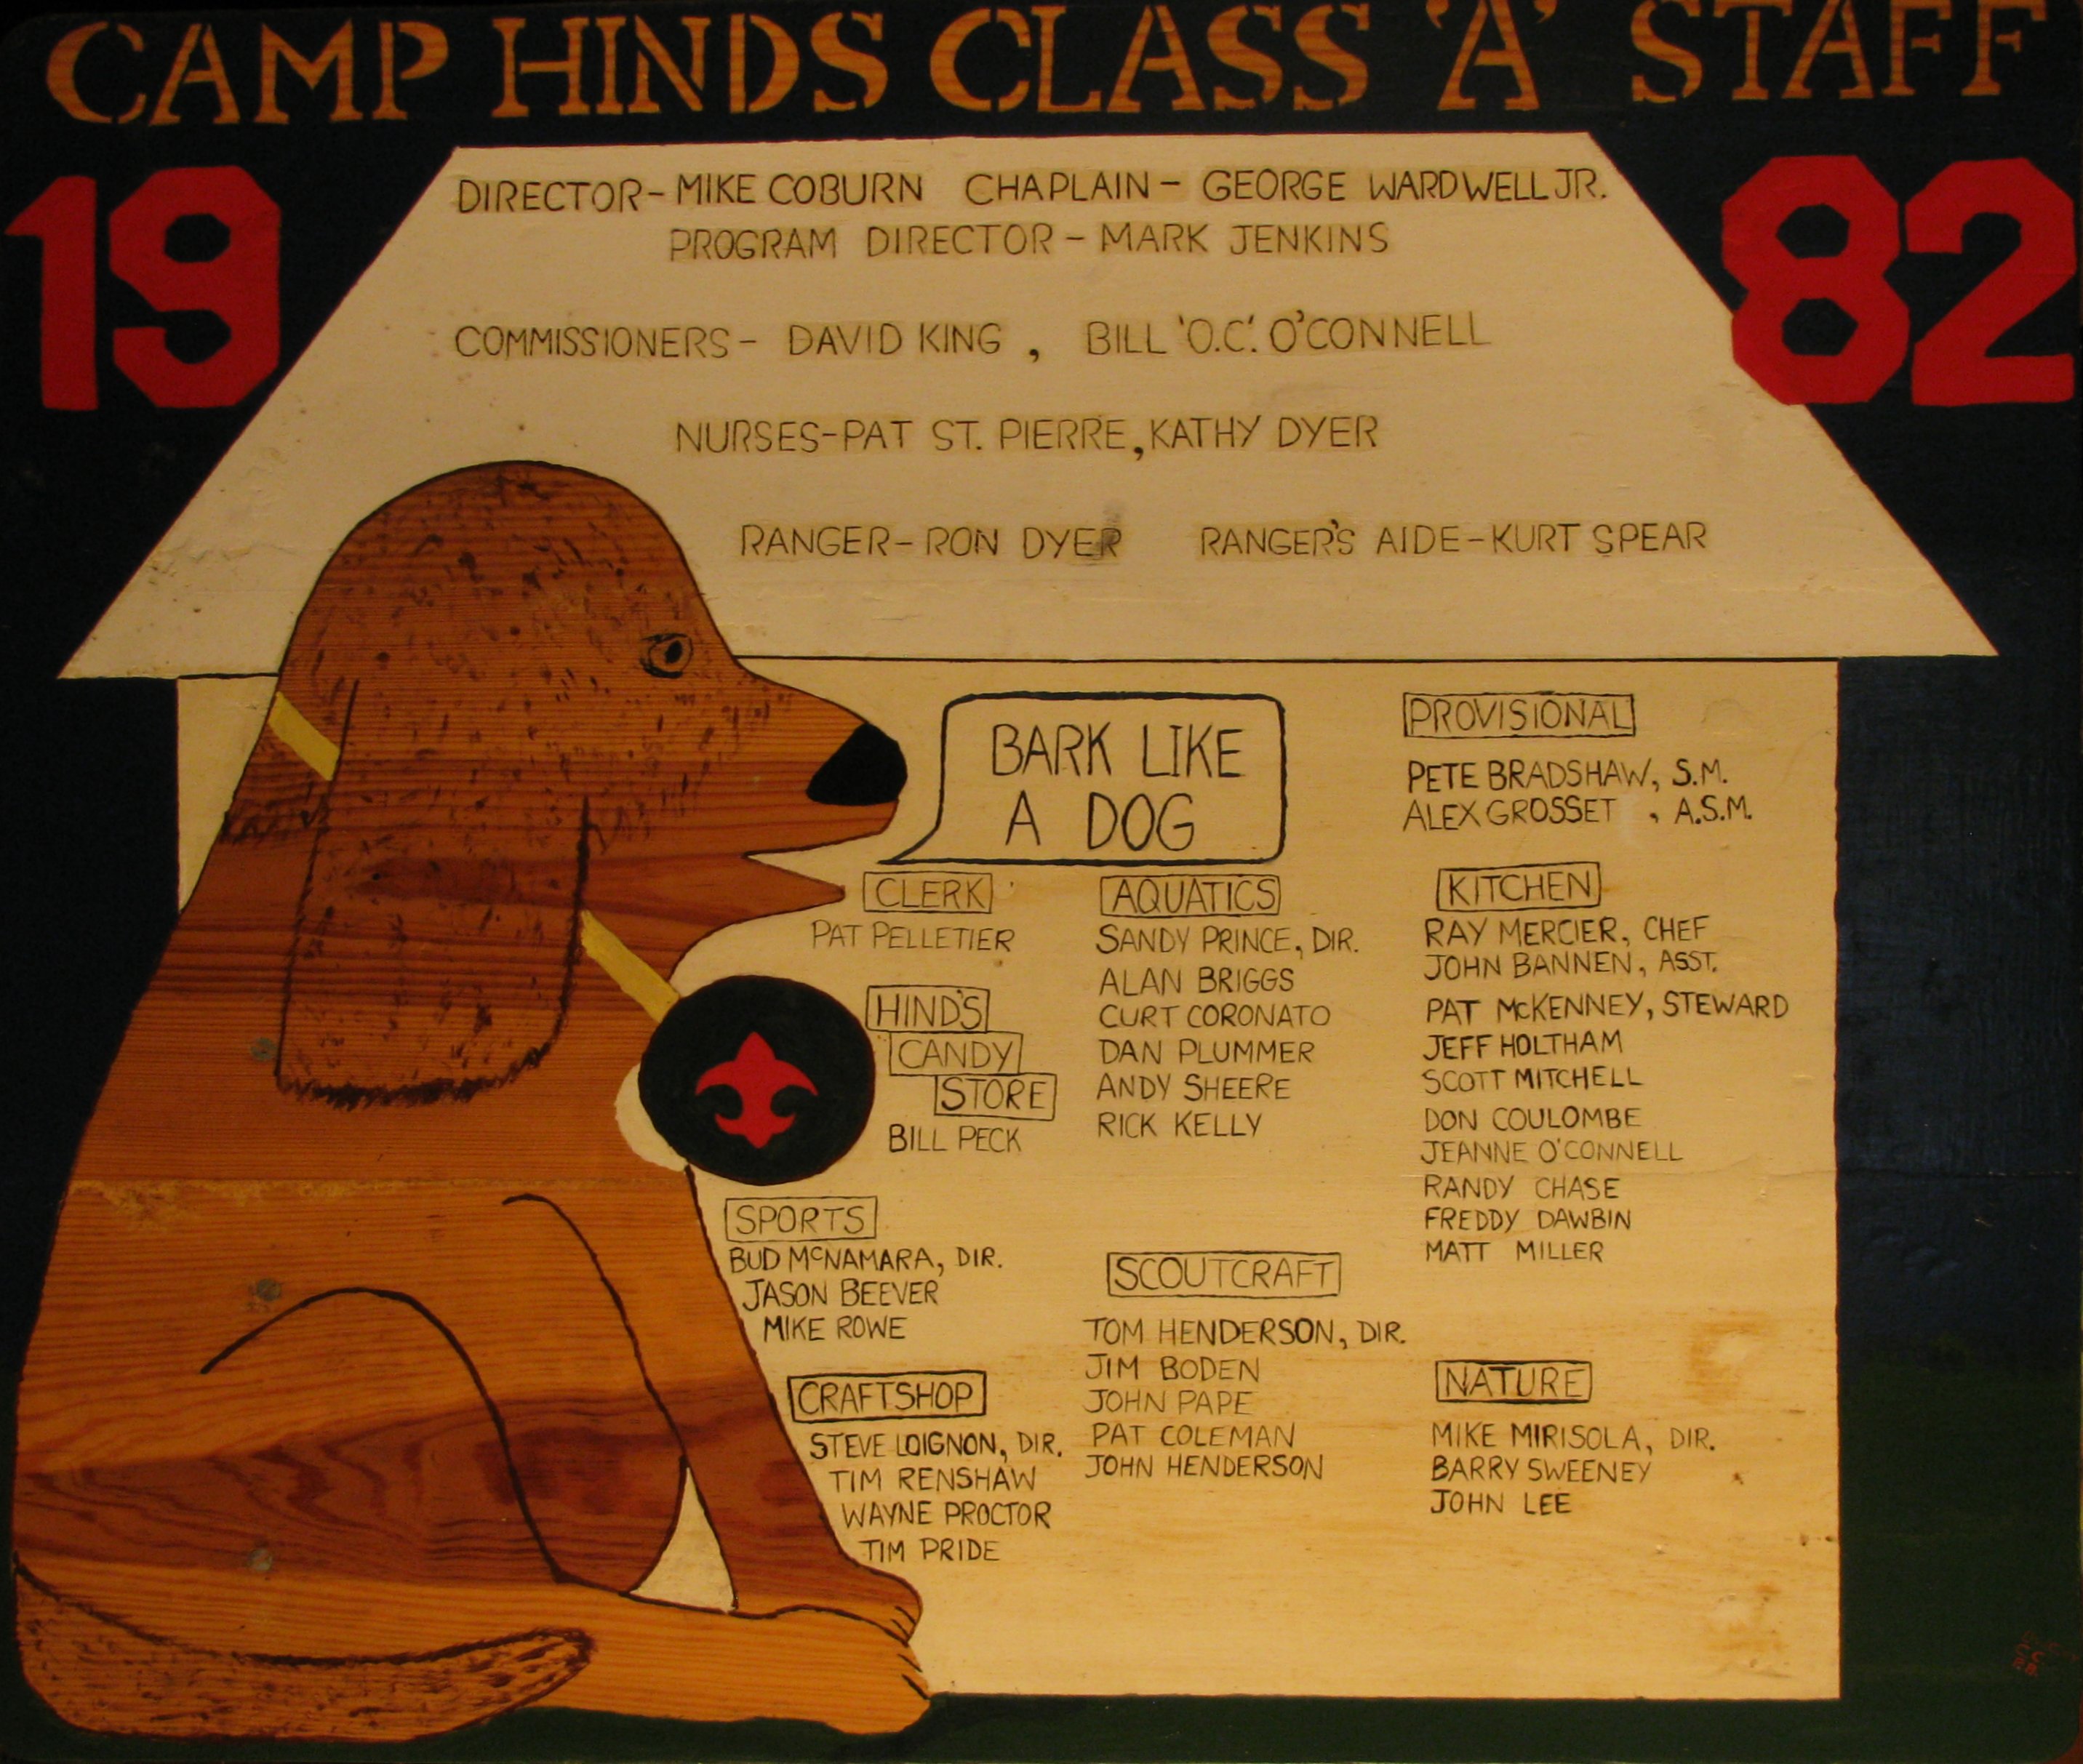 CAMP HINDS CLASS 'A' STAFF
1982
DIRECTOR-MIKE COBURN CHAPLAIN- GEORGE WARDWELL JR.
PROGRAM DIRECTOR - MARK JENKINS
COMMISSIONERS- DAVID KING, BILL 'O.C.' O'CONNELL
NURSES-PAT ST. PIERRE, KATHY DYER
RANGER-RON DYER RANGER'S AIDE-KURT SPEAR
BARK LIKE
A DOG
PROVISIONAL
PETE BRADSHAW, S.M.
ALEX GROSSET, A.S.M.
CLERK
PAT PELLETIER
HIND'S
CANDY
STORE
BILL PECK
AQUATICS
SANDY PRINCE, DIR.
ALAN BRIGGS
CURT CORONATO
DAN PLUMMER
ANDY SHEERE
RICK KELLY
KITCHEN
RAY MERCIER, CHEF
JOHN BANNEN, ASST.
PAT McKENNEY, STEWARD
JEFF HOLTHAM
SCOTT MITCHELL
DON COULOMBE
JEANNE O'CONNELL
RANDY CHASE
FREDDY DAWBIN
MATT MILLER
SPORTS
BUD McNAMARA, DIR.
JASON BEEVER
MIKE ROWE
CRAFTSHOP
STEVE LOIGNON, DIR.
TIM RENSHAW
WAYNE PROCTOR
TIM PRIDE
SCOUTCRAFT
TOM HENDERSON, DIR.
JIM BODEN
JOHN PAPE
PAT COLEMAN
JOHN HENDERSON
NATURE
MIKE MIRISOLA, DIR.
BARRY SWEENEY
JOHN LEE